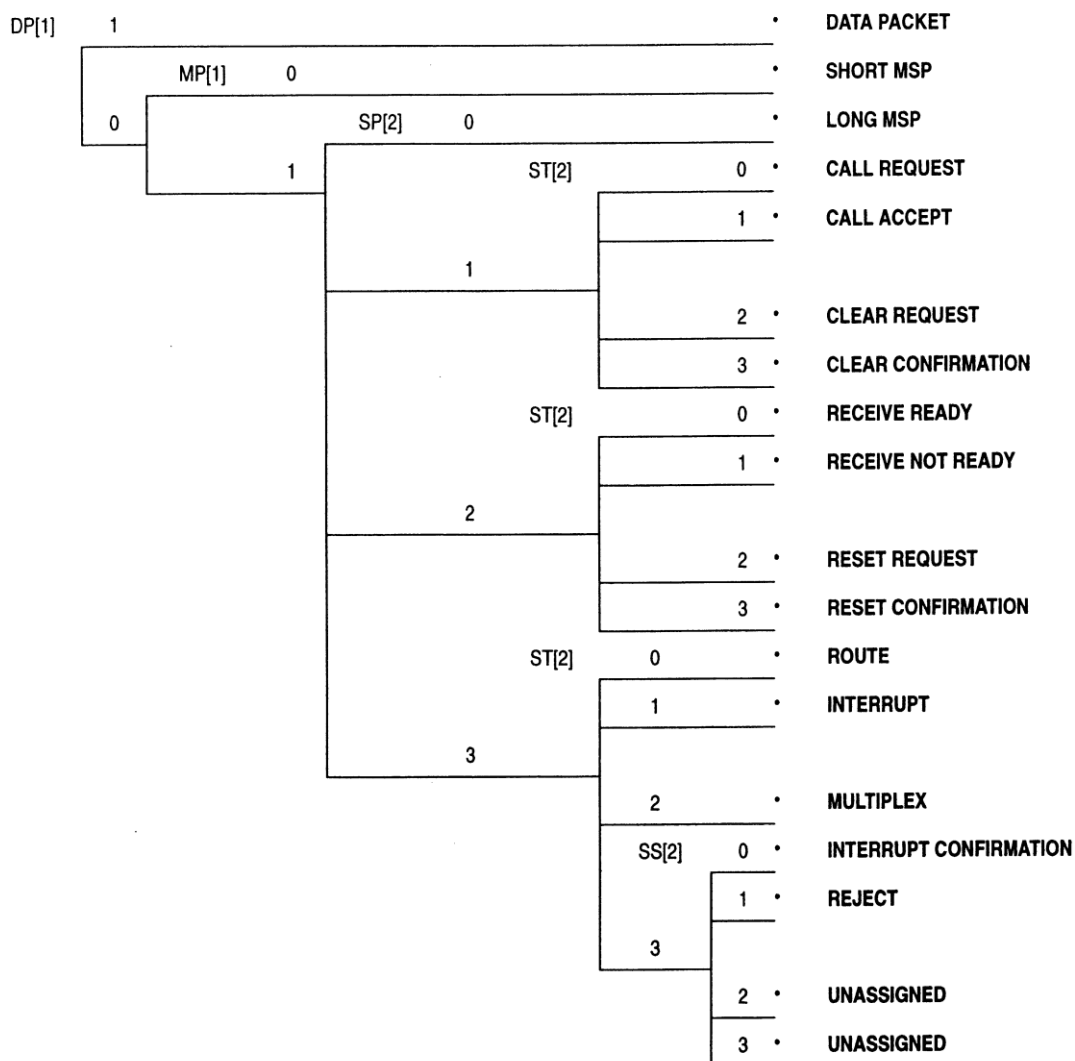 DP[1] 1 • DATA PACKET
MP[1] 0 • SHORT MSP
0 SP[2] 0 • LONG MSP
1 ST[2] 0 • CALL REQUEST
1 • CALL ACCEPT
1
2 • CLEAR REQUEST
3 • CLEAR CONFIRMATION
ST[2] 0 • RECEIVE READY
1 • RECEIVE NOT READY
2
2 • RESET REQUEST
3 • RESET CONFIRMATION
ST[2] 0 • ROUTE
1 • INTERRUPT
3
2 • MULTIPLEX
SS[2] 0 • INTERRUPT CONFIRMATION
1 • REJECT
3
2 • UNASSIGNED
3 • UNASSIGNED